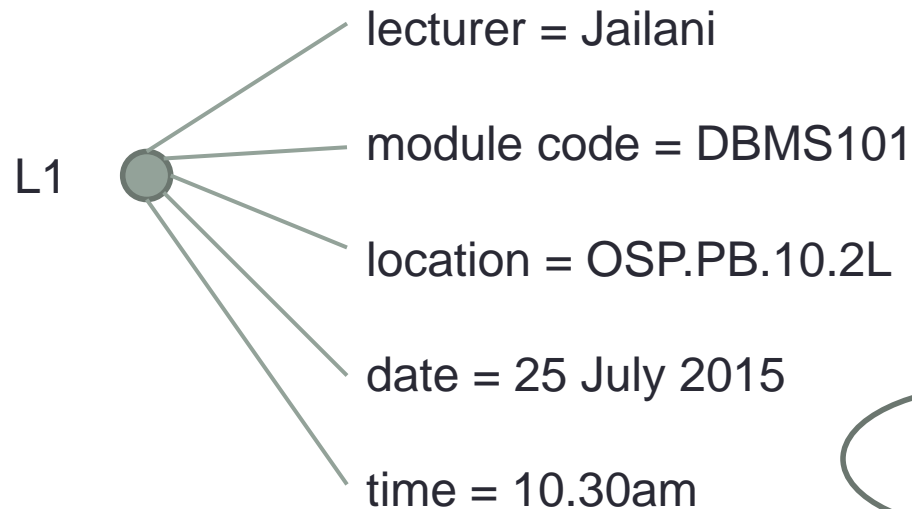 lecturer = Jailani
module code = DBMS101
L1
location = OSP.PB.10.2L
date = 25 July 2015
time = 10.30am